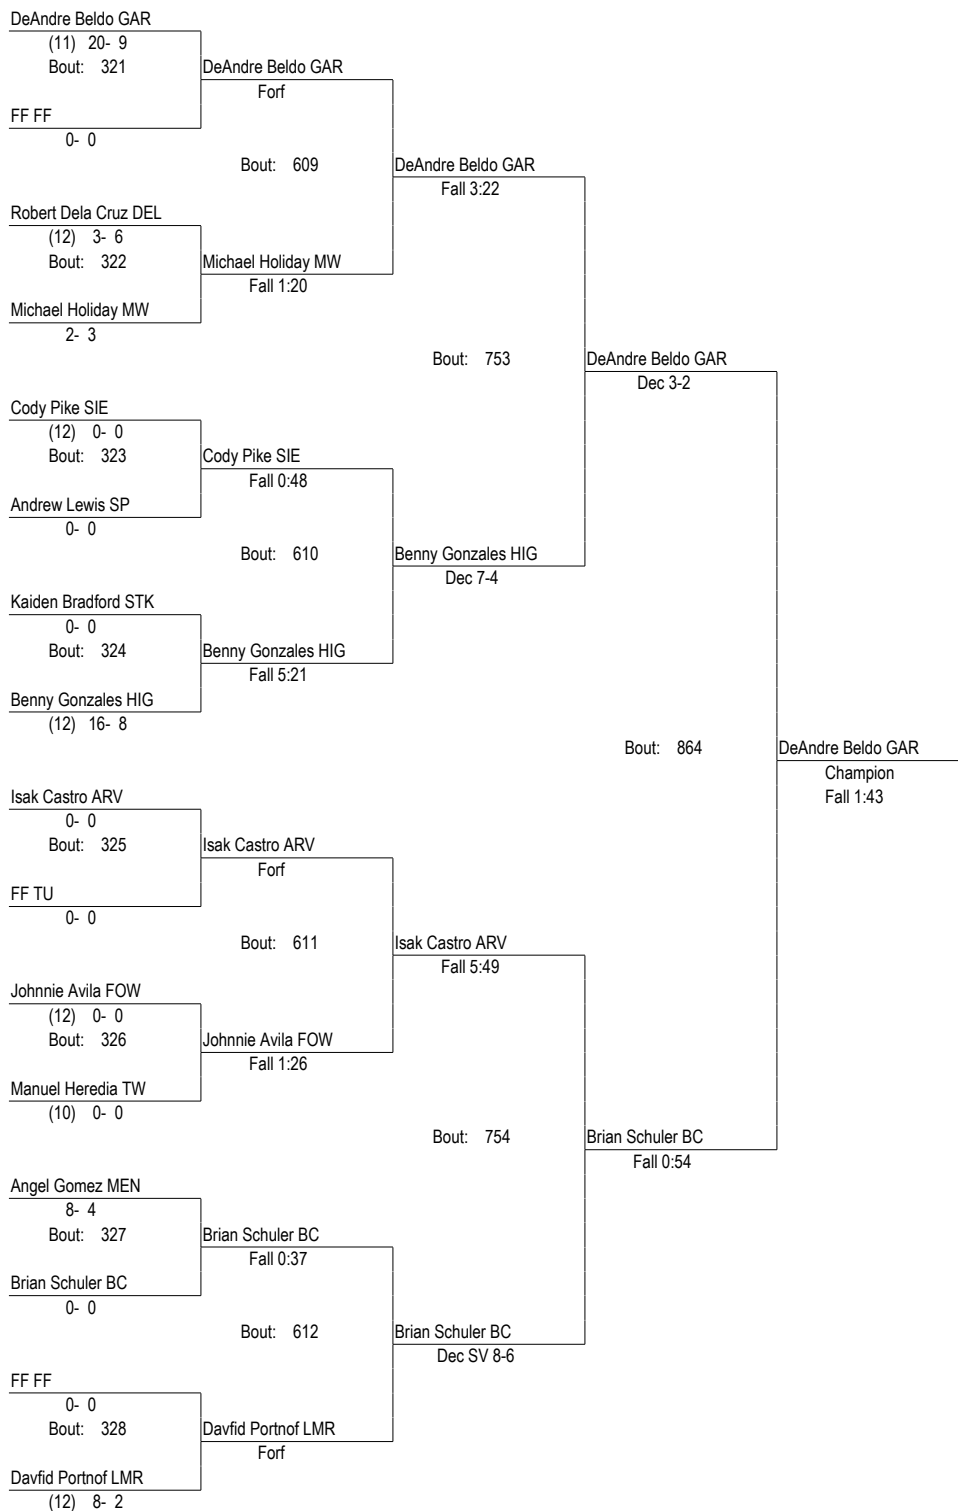 DeAndre Beldo GAR
(11) 20- 9
Bout: 321
DeAndre Beldo GAR
Forf
FF FF
0- 0
Bout: 609
DeAndre Beldo GAR
Fall 3:22
Robert Dela Cruz DEL
(12) 3- 6
Bout: 322
Michael Holiday MW
Fall 1:20
Michael Holiday MW
2- 3
Bout: 753
DeAndre Beldo GAR
Dec 3-2
Cody Pike SIE
(12) 0- 0
Bout: 323
Cody Pike SIE
Fall 0:48
Andrew Lewis SP
0- 0
Bout: 610
Benny Gonzales HIG
Dec 7-4
Kaiden Bradford STK
0- 0
Bout: 324
Benny Gonzales HIG
Fall 5:21
Benny Gonzales HIG
(12) 16- 8
Bout: 864
DeAndre Beldo GAR
Champion
Fall 1:43
Isak Castro ARV
0- 0
Bout: 325
Isak Castro ARV
Forf
FF TU
0- 0
Bout: 611
Isak Castro ARV
Fall 5:49
Johnnie Avila FOW
(12) 0- 0
Bout: 326
Johnnie Avila FOW
Fall 1:26
Manuel Heredia TW
(10) 0- 0
Bout: 754
Brian Schuler BC
Fall 0:54
Angel Gomez MEN
8- 4
Bout: 327
Brian Schuler BC
Fall 0:37
Brian Schuler BC
0- 0
Bout: 612
Brian Schuler BC
Dec SV 8-6
FF FF
0- 0
Bout: 328
Davfid Portnof LMR
Forf
Davfid Portnof LMR
(12) 8- 2